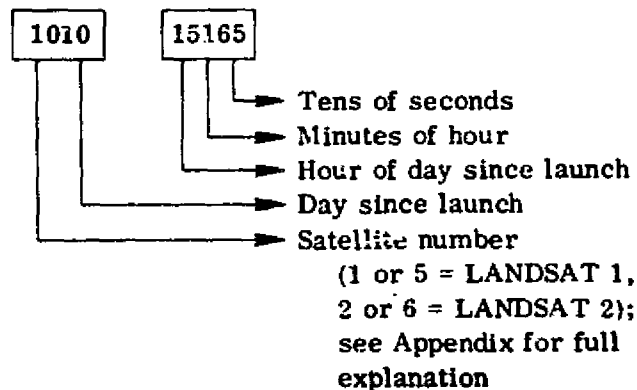 1010 15165
Tens of seconds
Minutes of hour
Hour of day since launch
Day since launch
Satellite number
(1 or 5 = LANDSAT 1,
2 or 6 = LANDSAT 2);
see Appendix for full
explanation